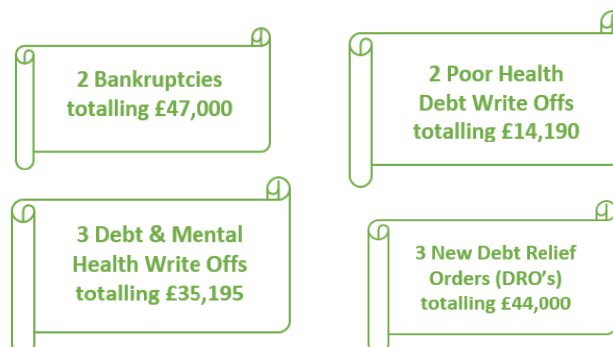 2 Bankruptcies
totalling £47,000
2 Poor Health
Debt Write Offs
totalling £14,190
3 Debt & Mental
Health Write Offs
totalling £35,195
3 New Debt Relief
Orders (DRO's)
totalling £44,000